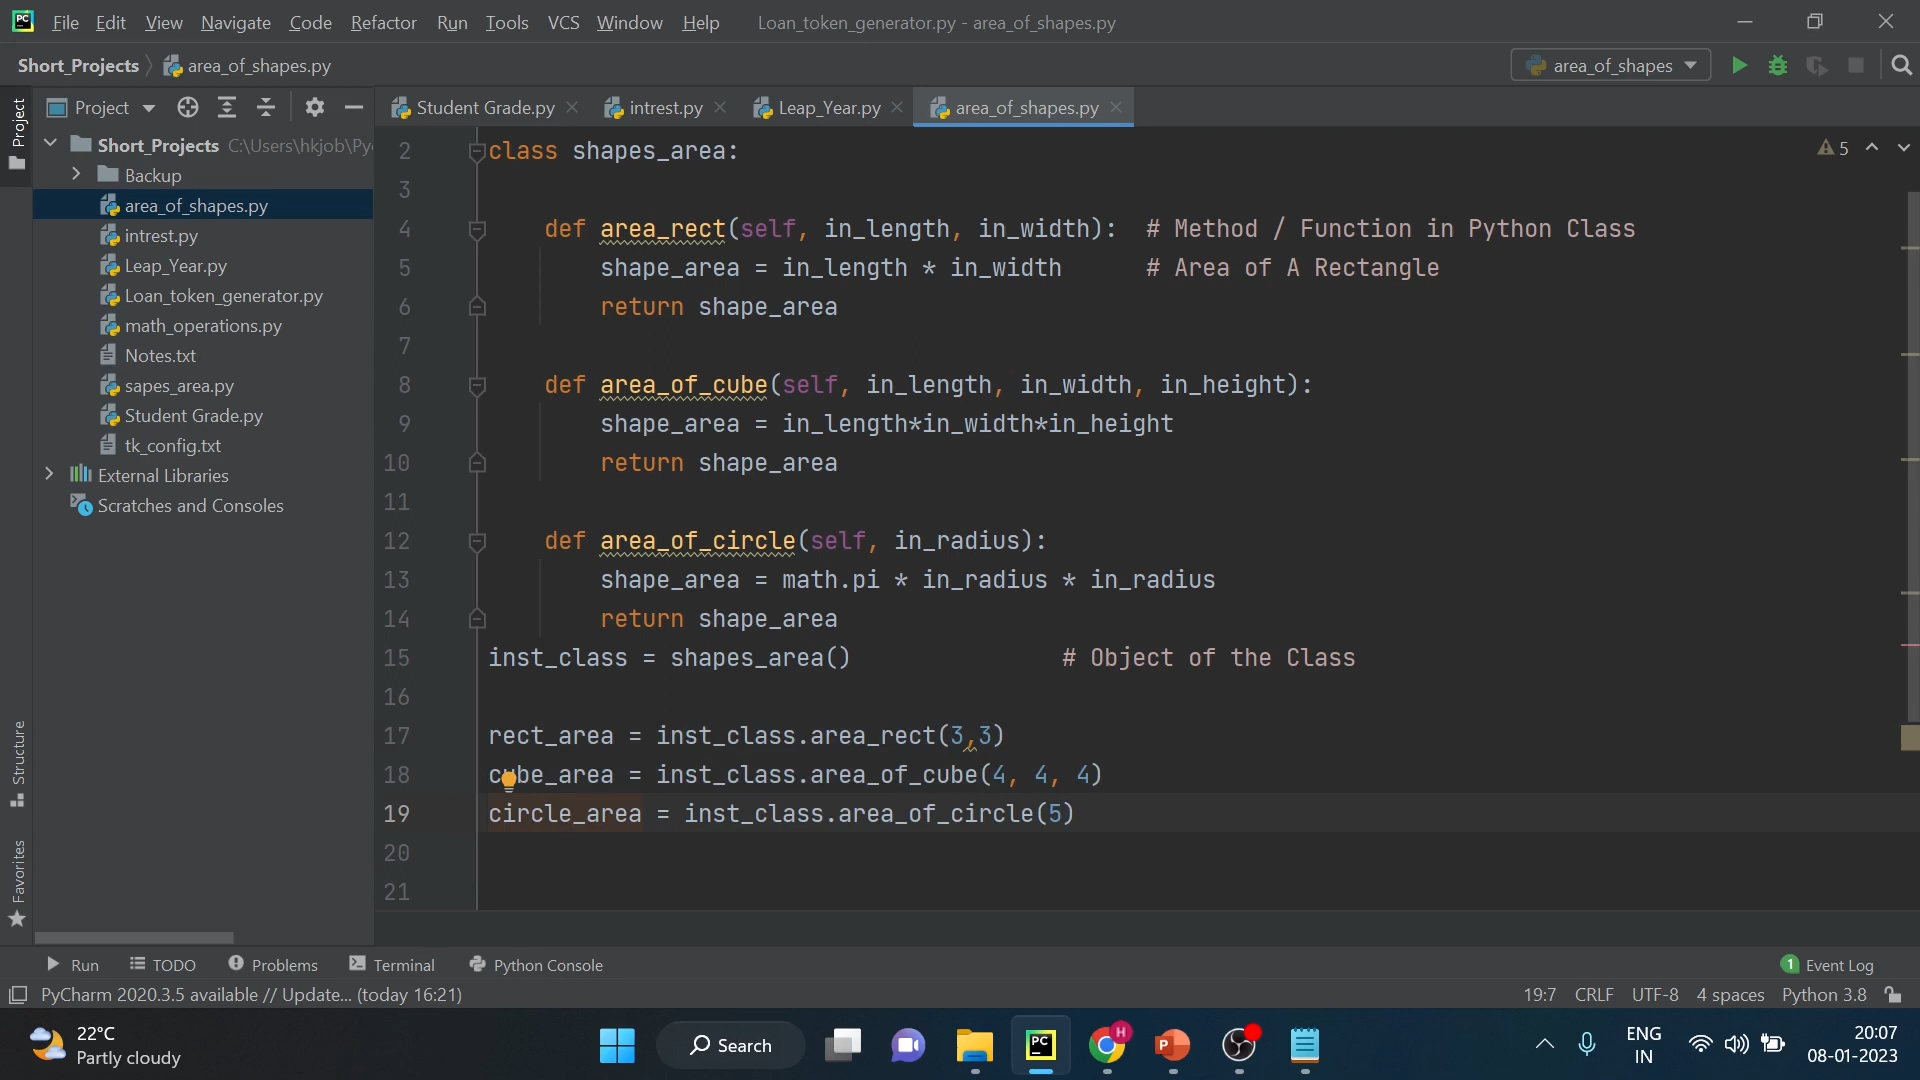 PC File Edit View Navigate Code Refactor Run Tools VCS Window Help Loan_token_generator.py - area_of_shapes.py
Short_Projects area_of_shapes.py area_of_shapes
Project Project Student Grade.py intrest.py Leap_Year.py area_of_shapes.py
Short_Projects C:\Users\hkjob\Py
Backup
area_of_shapes.py
intrest.py
Leap_Year.py
Loan_token_generator.py
math_operations.py
Notes.txt
sapes_area.py
Student Grade.py
tk_config.txt
External Libraries
Scratches and Consoles
Structure
Favorites
5
2 class shapes_area:
3
4 def area_rect(self, in_length, in_width): # Method / Function in Python Class
5 shape_area = in_length * in_width # Area of A Rectangle
6 return shape_area
7
8 def area_of_cube(self, in_length, in_width, in_height):
9 shape_area = in_length*in_width*in_height
10 return shape_area
11
12 def area_of_circle(self, in_radius):
13 shape_area = math.pi * in_radius * in_radius
14 return shape_area
15 inst_class = shapes_area() # Object of the Class
16
17 rect_area = inst_class.area_rect(3,3)
18 cube_area = inst_class.area_of_cube(4, 4, 4)
19 circle_area = inst_class.area_of_circle(5)
20
21
Run TODO Problems Terminal Python Console 1 Event Log
PyCharm 2020.3.5 available // Update... (today 16:21) 19:7 CRLF UTF-8 4 spaces Python 3.8
22°C
Partly cloudy
Search
PC
H
P
ENG
IN
20:07
08-01-2023